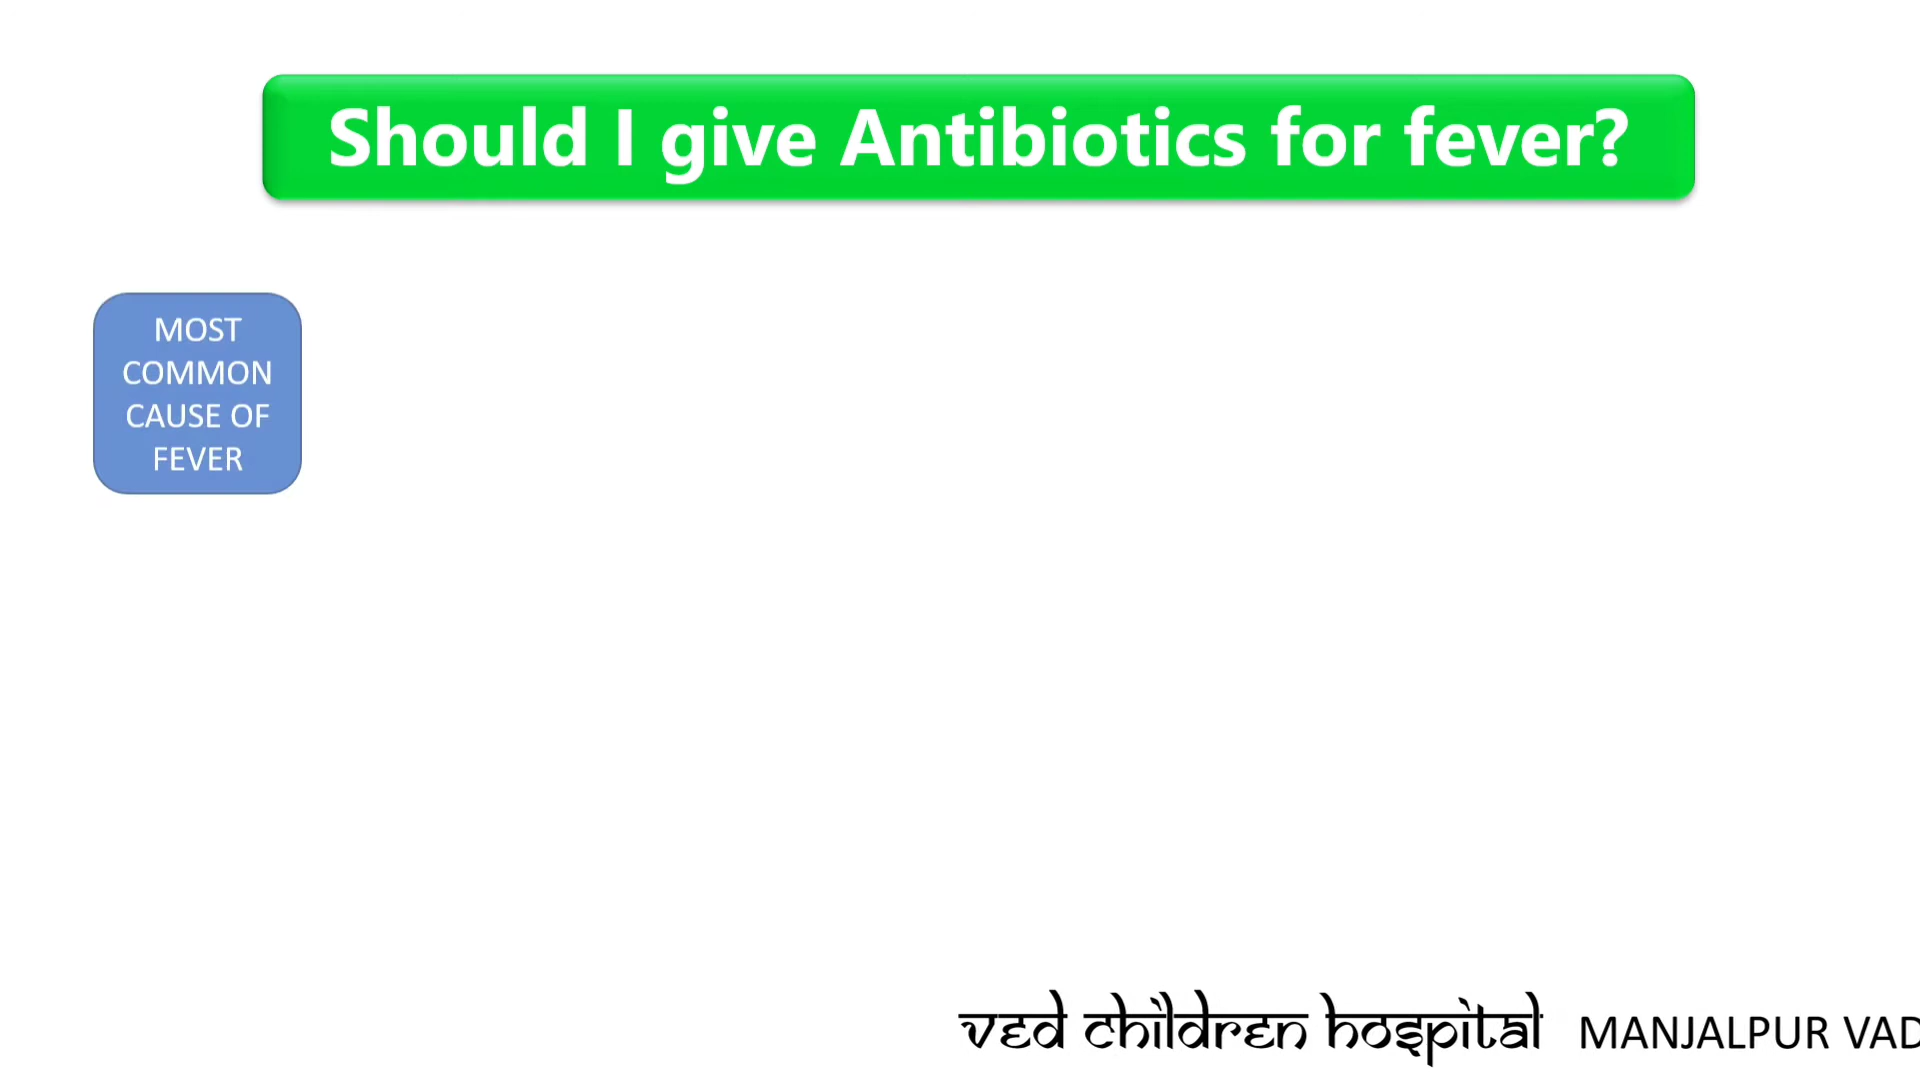 Should I give Antibiotics for fever?
MOST
COMMON
CAUSE OF
FEVER
ved children hospital MANJALPUR VAD